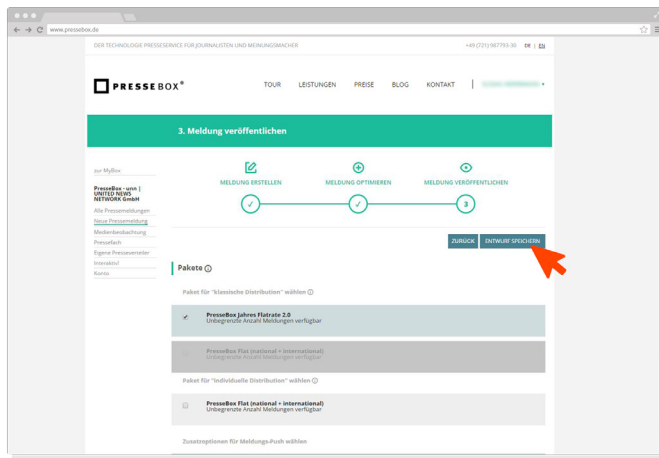 www.pressebox.de
DER TECHNOLOGIE PRESSESERVICE FÜR JOURNALISTEN UND MEINUNGSMACHER
+49 (721) 987793-30 DE | EN
PRESSEBOX®
TOUR LEISTUNGEN PREISE BLOG KONTAKT |
3. Meldung veröffentlichen
MELDUNG ERSTELLEN MELDUNG OPTIMIEREN MELDUNG VERÖFFENTLICHEN
3
zur MyBox
PresseBox - unn |
UNITED NEWS
NETWORK GmbH
Alle Pressemeldungen
Neue Pressemeldung
Medienbeobachtung
Pressefach
Eigene Presseverteiler
Interaktiv!
Konto
ZURÜCK ENTWURF SPEICHERN
Pakete
Paket für "klassische Distribution" wählen
PresseBox Jahres Flatrate 2.0
Unbegrenzte Anzahl Meldungen verfügbar
PresseBox Flat (national + international)
Unbegrenzte Anzahl Meldungen verfügbar
Paket für "individuelle Distribution" wählen
PresseBox Flat (national + international)
Unbegrenzte Anzahl Meldungen verfügbar
Zusatzoptionen für Meldungs-Push wählen